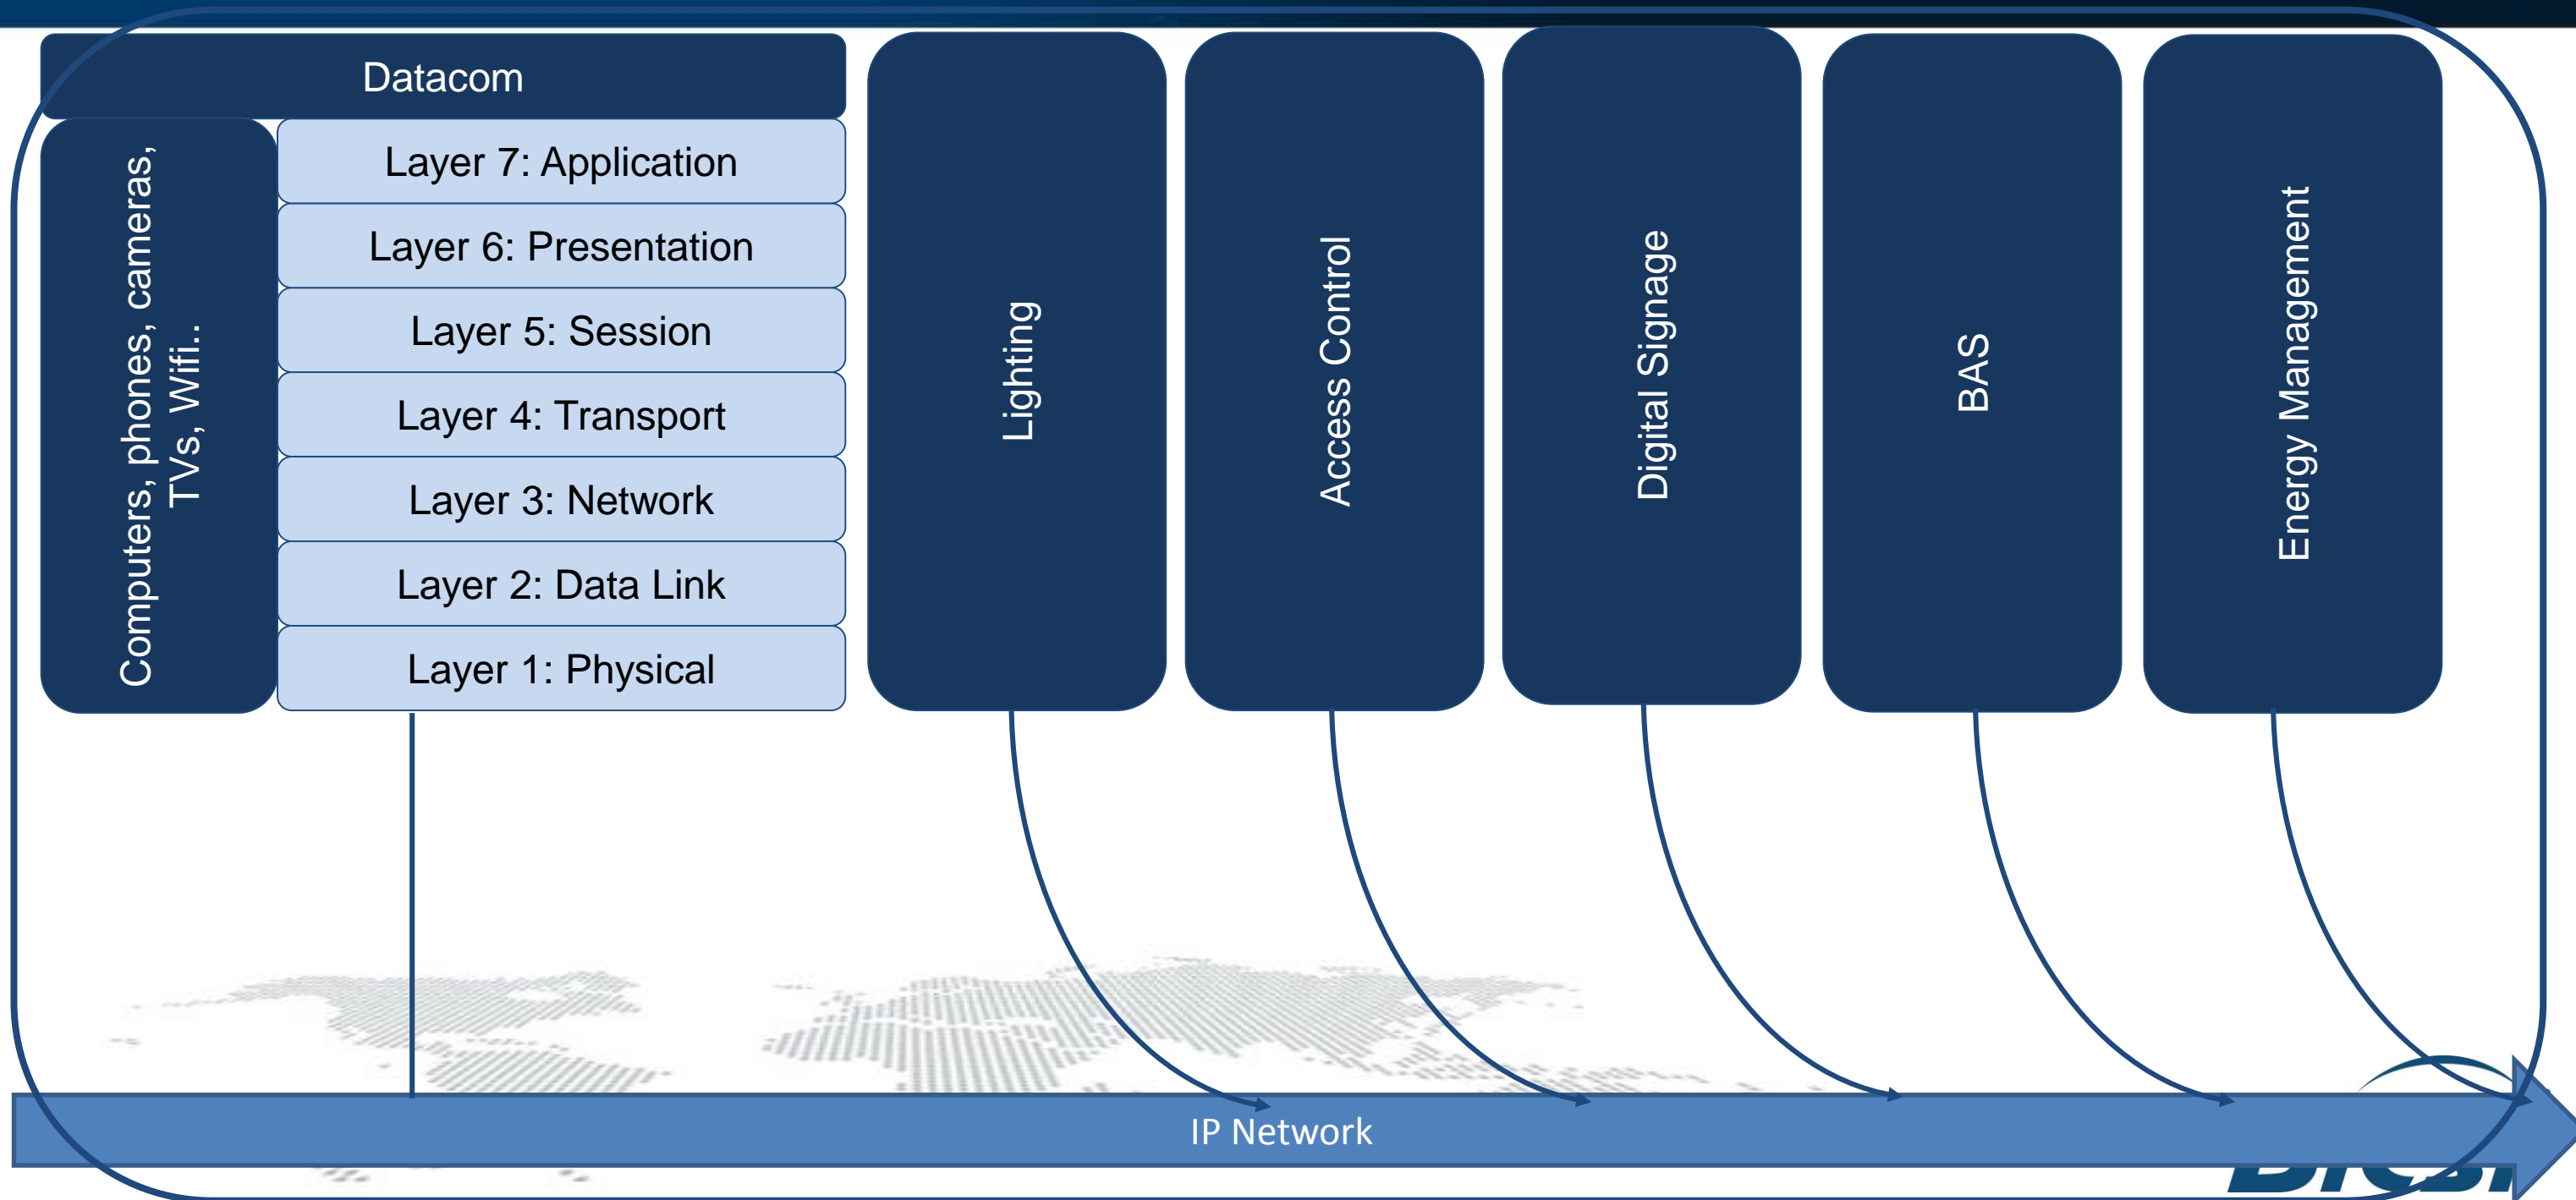 Datacom
Computers, phones, cameras,
TVs, Wifi..
Layer 7: Application
Layer 6: Presentation
Layer 5: Session
Layer 4: Transport
Layer 3: Network
Layer 2: Data Link
Layer 1: Physical
Lighting
Access Control
Digital Signage
BAS
Energy Management
IP Network